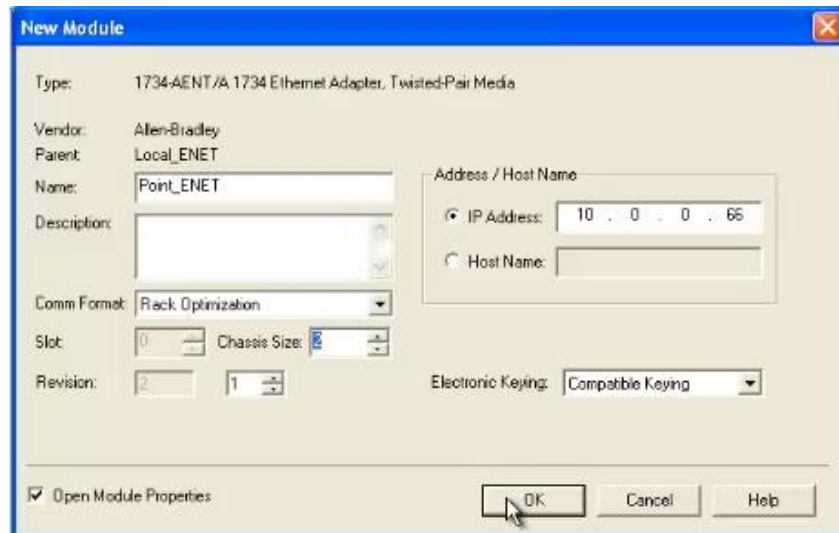 New Module
Type: 1734-AENT/A 1734 Ethernet Adapter, Twisted-Pair Media
Vendor: Allen-Bradley
Parent: Local_ENET
Name: Point_ENET
Address / Host Name
IP Address: 10 . 0 . 0 . 66
Description:
Host Name:
Comm Format: Rack Optimization
Slot: 0 Chassis Size: 2
Revision: 2 1 Electronic Keying: Compatible Keying
Open Module Properties OK Cancel Help